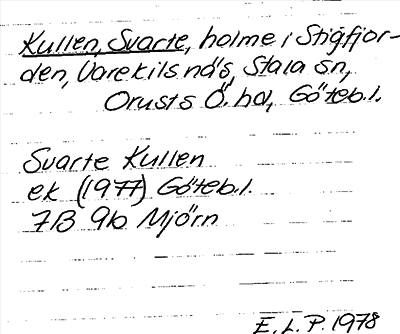 Kullen, Svarte, holme i Stigfjor-
den, Varekils näs, Stala sn,
Orusts Ö. hd, Göteb.l.
Svarte Kullen
ek (1977) Göteb.l.
7B 9b Mjörn
E.L.P. 1978